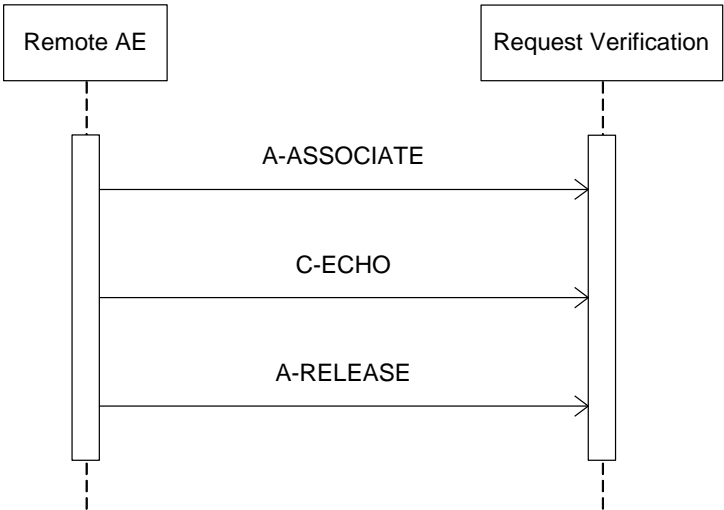 Remote AE
Request Verification
A-ASSOCIATE
C-ECHO
A-RELEASE